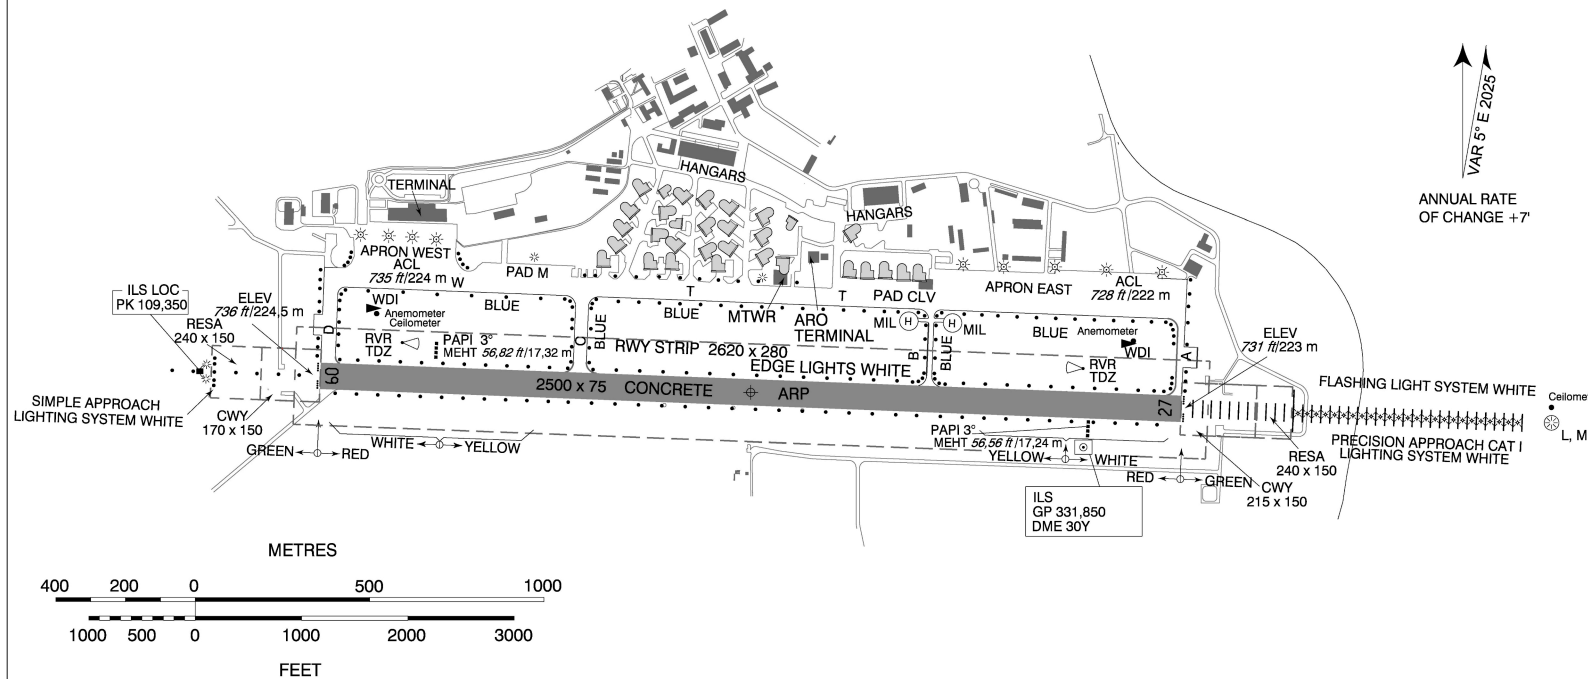 VAR 5° E 2025
ANNUAL RATE
OF CHANGE +7'
HANGARS
TERMINAL
HANGARS
APRON WEST
ACL
735 ft/224 m
W
PAD M
ILS LOC
PK 109,350
ELEV
736 ft/224,5 m
RESA
240 x 150
WDI
Anemometer
Ceilometer
BLUE
T
BLUE
MTWR
ARO
TERMINAL
T
PAD CLV
APRON EAST
ACL
728 ft/222 m
MIL
H
H
MIL
BLUE
Anemometer
WDI
ELEV
731 ft/223 m
D
RVR
TDZ
PAPI 3°
MEHT 56,82 ft/17,32 m
C
BLUE
RWY STRIP 2620 x 280
EDGE LIGHTS WHITE
B
BLUE
RVR
TDZ
A
09
2500 x 75 CONCRETE
ARP
27
SIMPLE APPROACH
LIGHTING SYSTEM WHITE
CWY
170 x 150
FLASHING LIGHT SYSTEM WHITE
Ceilome
L, M
GREEN
RED
WHITE
YELLOW
PAPI 3°
MEHT 56,56 ft/17,24 m
YELLOW
WHITE
RED
GREEN
PRECISION APPROACH CAT I
LIGHTING SYSTEM WHITE
RESA
240 x 150
CWY
215 x 150
ILS
GP 331,850
DME 30Y
METRES
400 200 0 500 1000
1000 500 0 1000 2000 3000
FEET